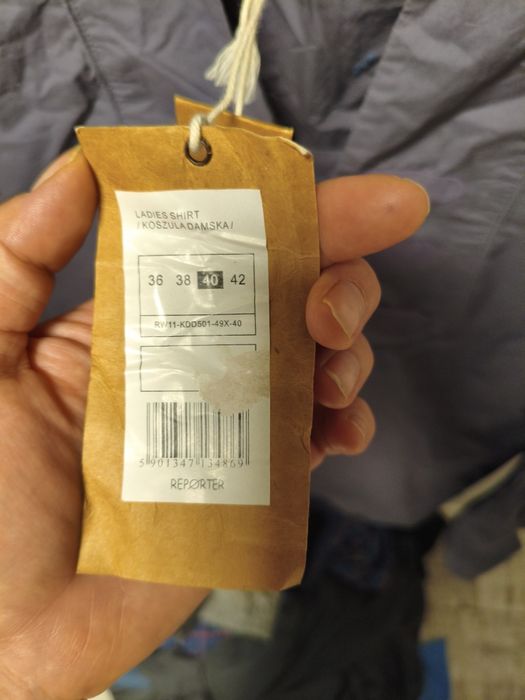 LADIES SHIRT
/KOSZULA DAMSKA/
36 38 40 42
RW11-KDD501-49X-40
5 901347 134869
REPORTER